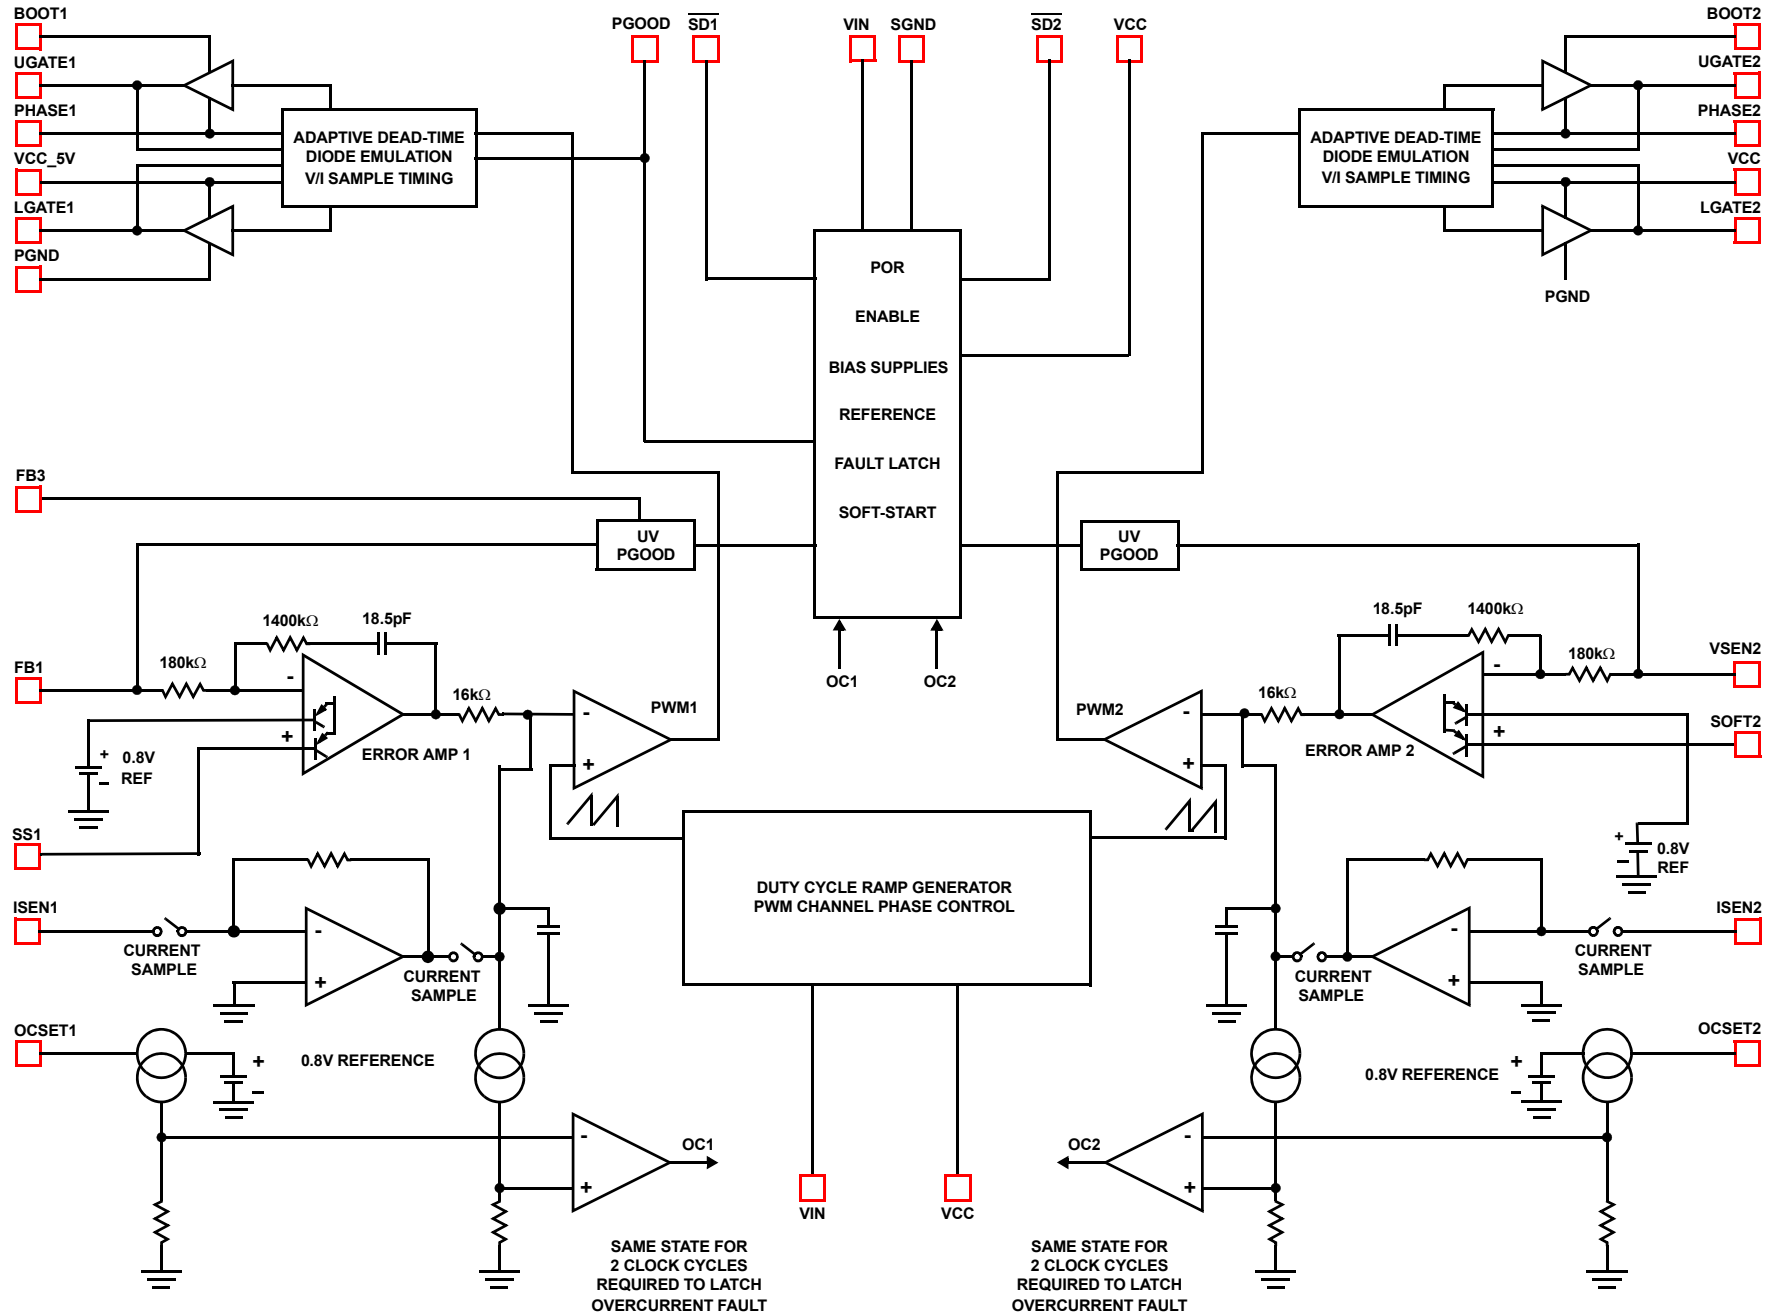 BOOT1
UGATE1
PHASE1
VCC_5V
LGATE1
PGND
ADAPTIVE DEAD-TIME
DIODE EMULATION
V/I SAMPLE TIMING
PGOOD
SD1
VIN
SGND
SD2
VCC
BOOT2
UGATE2
PHASE2
VCC
LGATE2
ADAPTIVE DEAD-TIME
DIODE EMULATION
V/I SAMPLE TIMING
PGND
POR
ENABLE
BIAS SUPPLIES
REFERENCE
FAULT LATCH
SOFT-START
OC1
OC2
FB3
UV
PGOOD
UV
PGOOD
FB1
180kΩ
1400kΩ
18.5pF
-
+
ERROR AMP 1
16kΩ
-
+
PWM1
+
-
0.8V
REF
SS1
18.5pF
1400kΩ
180kΩ
VSEN2
-
+
ERROR AMP 2
16kΩ
-
+
PWM2
SOFT2
+
-
0.8V
REF
DUTY CYCLE RAMP GENERATOR
PWM CHANNEL PHASE CONTROL
VIN
VCC
ISEN1
CURRENT
SAMPLE
-
+
CURRENT
SAMPLE
OCSET1
+
-
0.8V REFERENCE
-
+
OC1
SAME STATE FOR
2 CLOCK CYCLES
REQUIRED TO LATCH
OVERCURRENT FAULT
ISEN2
CURRENT
SAMPLE
-
+
CURRENT
SAMPLE
OCSET2
+
-
0.8V REFERENCE
-
+
OC2
SAME STATE FOR
2 CLOCK CYCLES
REQUIRED TO LATCH
OVERCURRENT FAULT